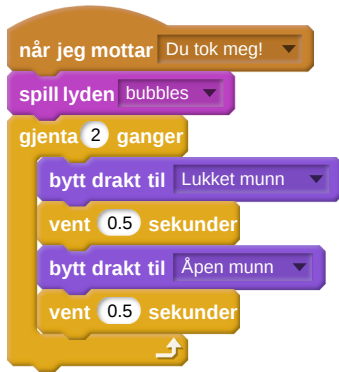 når jeg mottar Du tok meg!
spill lyden bubbles
gjenta 2 ganger
bytt drakt til Lukket munn
vent 0.5 sekunder
bytt drakt til Åpen munn
vent 0.5 sekunder